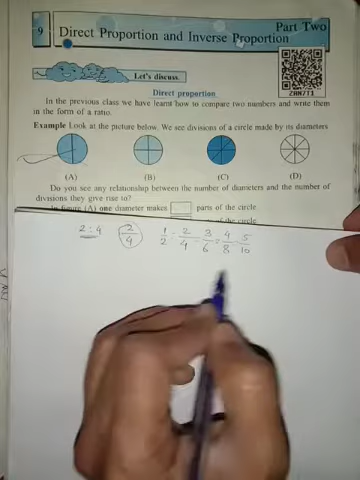 9 Direct Proportion and Inverse Proportion
Part Two
ZHN7T1
Let's discuss.
Direct proportion
In the previous class we have learnt how to compare two numbers and write them
in the form of a ratio.
Example Look at the picture below. We see divisions of a circle made by its diameters
(A) (B) (C) (D)
Do you see any relationship between the number of diameters and the number of
divisions they give rise to?
In figure (A) one diameter makes parts of the circle.
of the circle
2 : 4 2/4 1/2 = 2/4 = 3/6 = 4/8 = 5/10